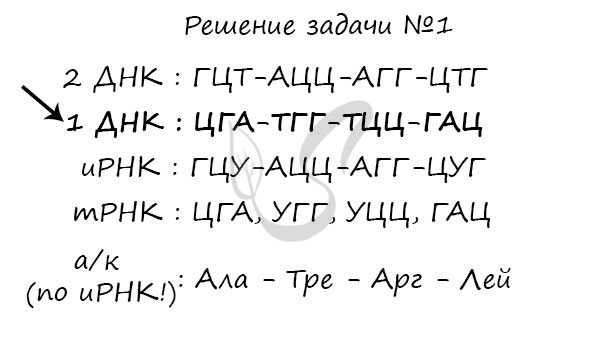 Решение задачи №1
2 ДНК : ГЦТ-АЦЦ-АГГ-ЦТГ
1 ДНК : ЦГА-ТГГ-ТЦЦ-ГАЦ
иРНК : ГЦУ-АЦЦ-АГГ-ЦУГ
тРНК : ЦГА, УГГ, УЦЦ, ГАЦ
а/к
(по иРНК!) : Ала - Тре - Арг - Лей